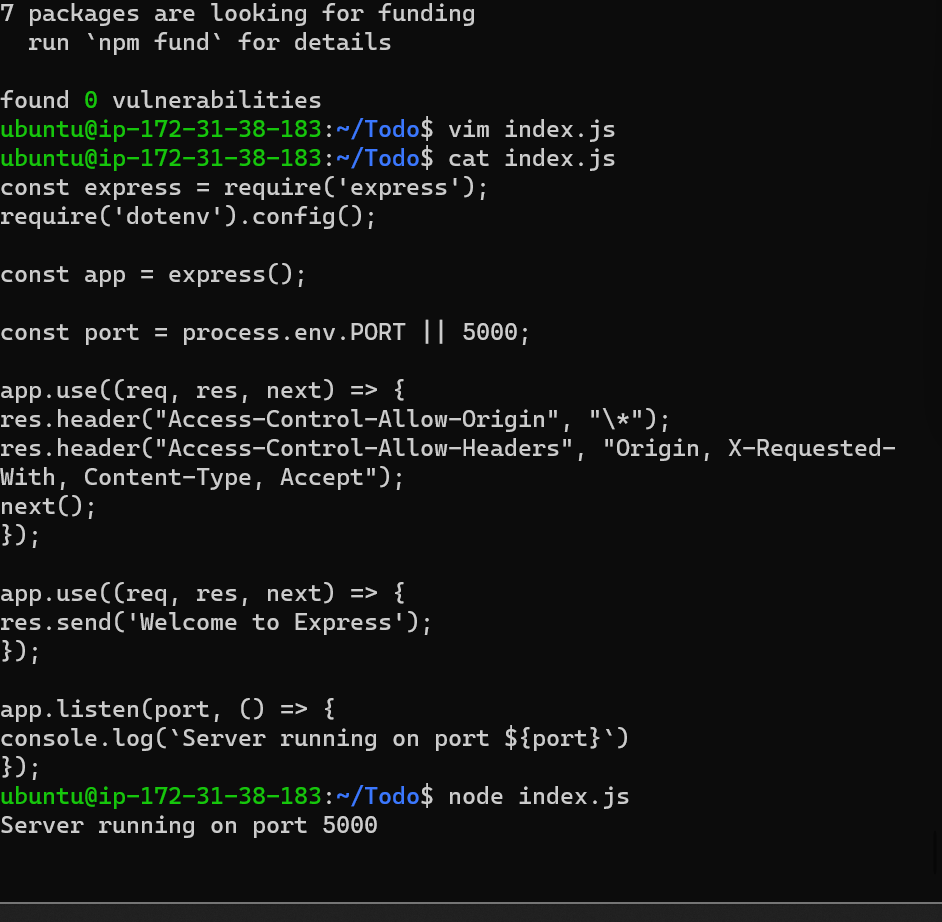 7 packages are looking for funding
  run `npm fund` for details
found 0 vulnerabilities
ubuntu@ip-172-31-38-183:~/Todo$ vim index.js
ubuntu@ip-172-31-38-183:~/Todo$ cat index.js
const express = require('express');
require('dotenv').config();
const app = express();
const port = process.env.PORT || 5000;
app.use((req, res, next) => {
res.header("Access-Control-Allow-Origin", "\*");
res.header("Access-Control-Allow-Headers", "Origin, X-Requested-
With, Content-Type, Accept");
next();
});
app.use((req, res, next) => {
res.send('Welcome to Express');
});
app.listen(port, () => {
console.log(`Server running on port ${port}`)
});
ubuntu@ip-172-31-38-183:~/Todo$ node index.js
Server running on port 5000